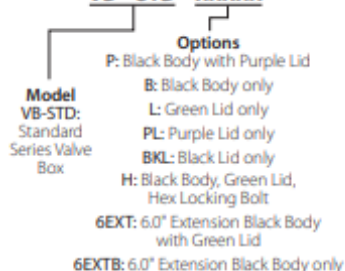 Options
P: Black Body with Purple Lid
B: Black Body only
L: Green Lid only
PL: Purple Lid only
BKL: Black Lid only
H: Black Body, Green Lid,
Hex Locking Bolt
6EXT: 6.0" Extension Black Body
with Green Lid
6EXTB: 6.0" Extension Black Body only
Model
VB-STD:
Standard
Series Valve
Box